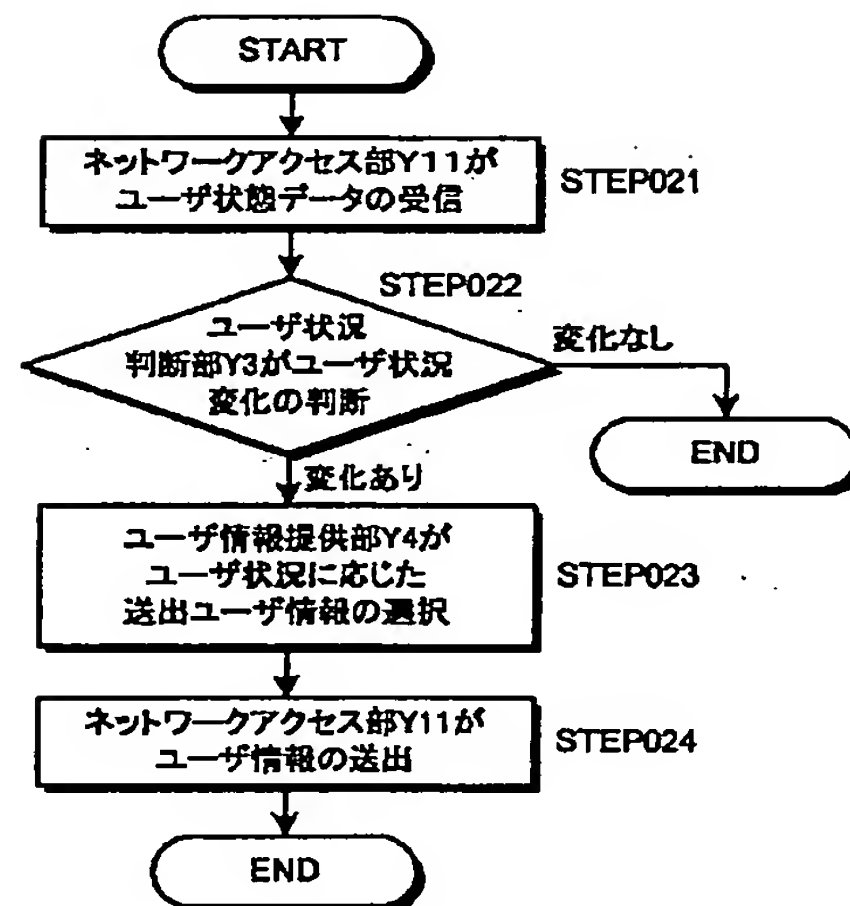 START
ネットワークアクセス部Y11が
ユーザ状態データの受信
STEP021
STEP022
ユーザ状況
判断部Y3がユーザ状況
変化の判断
変化なし
END
変化あり
ユーザ情報提供部Y4が
ユーザ状況に応じた
送出ユーザ情報の選択
STEP023
ネットワークアクセス部Y11が
ユーザ情報の送出
STEP024
END